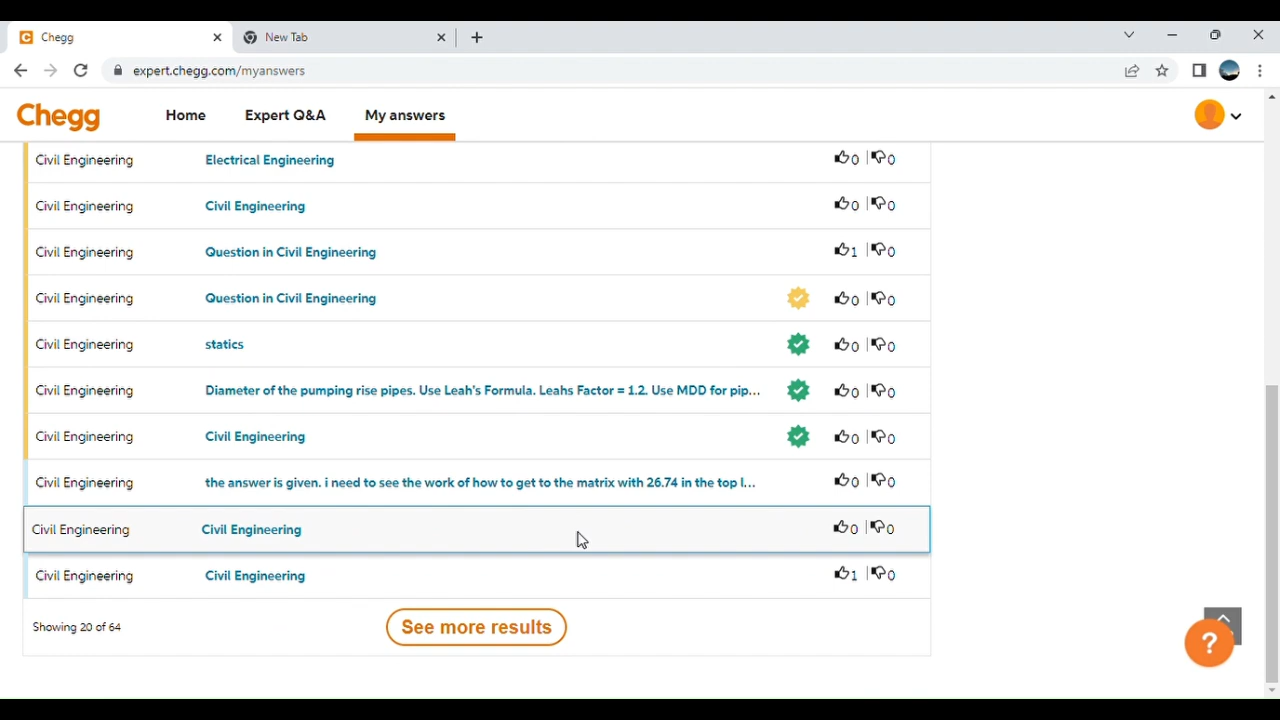 Chegg
New Tab
expert.chegg.com/myanswers
Chegg Home Expert Q&A My answers
Civil Engineering Electrical Engineering 0 0
Civil Engineering Civil Engineering 0 0
Civil Engineering Question in Civil Engineering 1 0
Civil Engineering Question in Civil Engineering 0 0
Civil Engineering statics 0 0
Civil Engineering Diameter of the pumping rise pipes. Use Leah's Formula. Leahs Factor = 1.2. Use MDD for pip... 0 0
Civil Engineering Civil Engineering 0 0
Civil Engineering the answer is given. i need to see the work of how to get to the matrix with 26.74 in the top l... 0 0
Civil Engineering Civil Engineering 0 0
Civil Engineering Civil Engineering 1 0
Showing 20 of 64 See more results
?